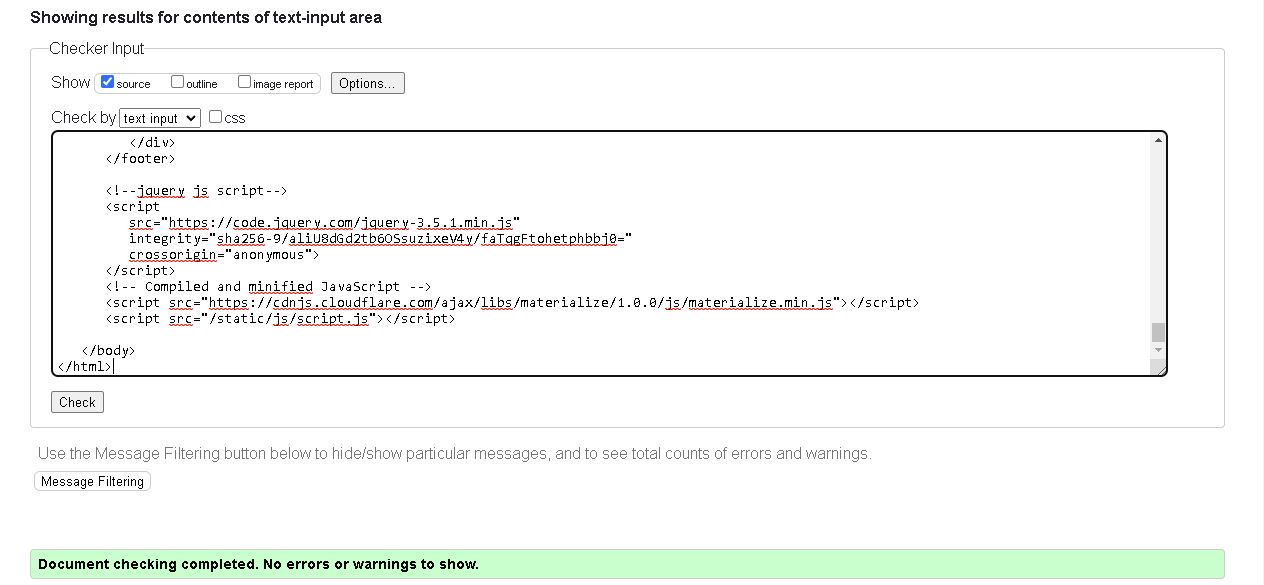 Showing results for contents of text-input area
Checker Input
Show source outline image report Options...
Check by text input css
</div>
</footer>
<!--jquery js script-->
<script
src="https://code.jquery.com/jquery-3.5.1.min.js"
integrity="sha256-9/aliU8dGd2tb6OSsuzixeV4y/faTqgFtohetphbbj0="
crossorigin="anonymous">
</script>
<!-- Compiled and minified JavaScript -->
<script src="https://cdnjs.cloudflare.com/ajax/libs/materialize/1.0.0/js/materialize.min.js"></script>
<script src="/static/js/script.js"></script>
</body>
</html>
Check
Use the Message Filtering button below to hide/show particular messages, and to see total counts of errors and warnings.
Message Filtering
Document checking completed. No errors or warnings to show.